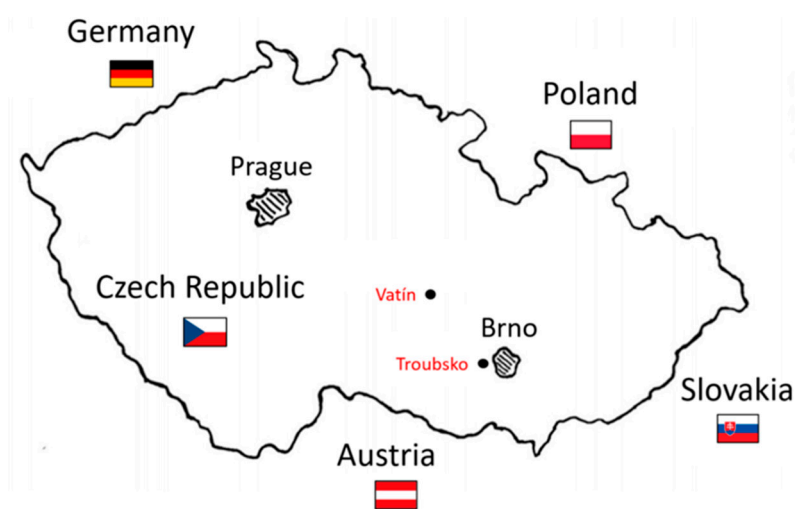 Germany
Poland
Prague
Czech Republic
Vatín
Brno
Troubsko
Slovakia
Austria